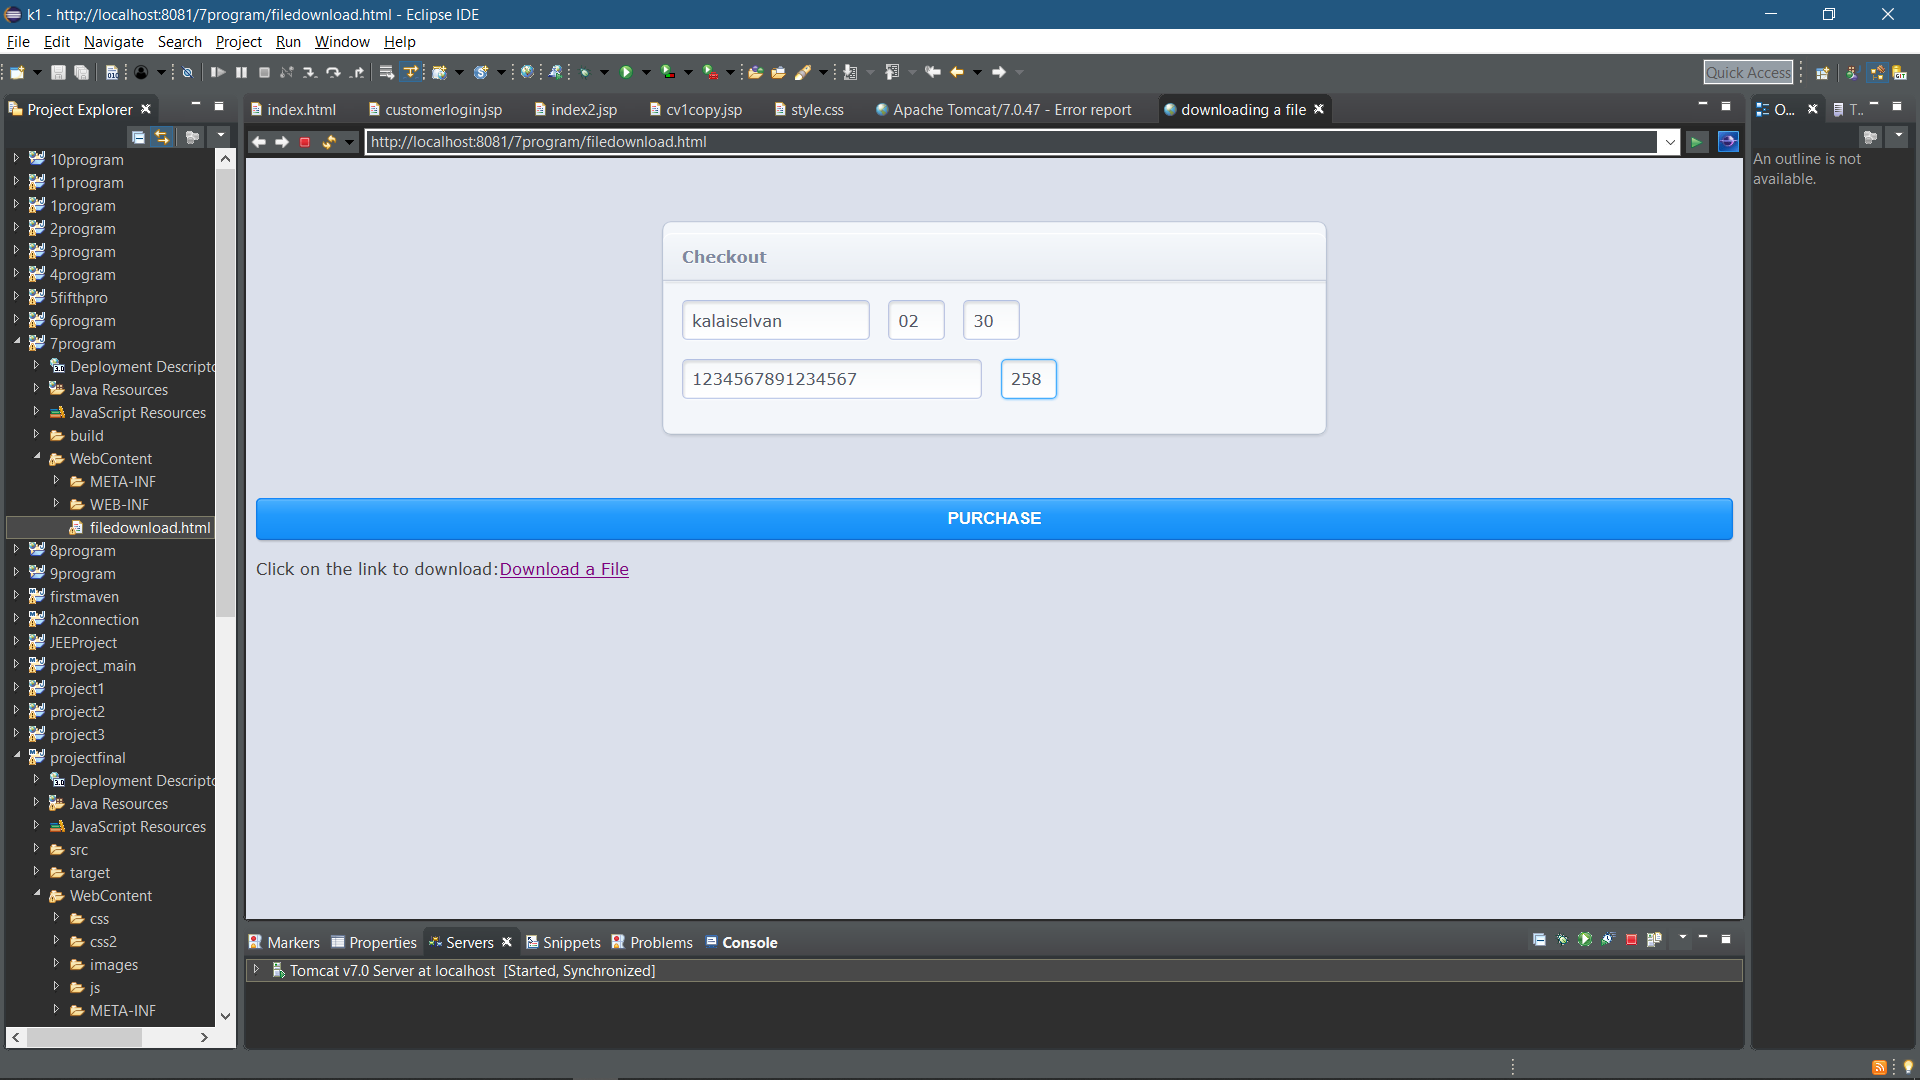 k1 - http://localhost:8081/7program/filedownload.html - Eclipse IDE
File Edit Navigate Search Project Run Window Help
Quick Access
Project Explorer
index.html customerlogin.jsp index2.jsp cv1copy.jsp style.css Apache Tomcat/7.0.47 - Error report downloading a file
O... T..
http://localhost:8081/7program/filedownload.html
An outline is not
available.
10program
11program
1program
2program
3program
4program
5fifthpro
6program
7program
Deployment Descripto
Java Resources
JavaScript Resources
build
WebContent
META-INF
WEB-INF
filedownload.html
8program
9program
firstmaven
h2connection
JEEProject
project_main
project1
project2
project3
projectfinal
Deployment Descripto
Java Resources
JavaScript Resources
src
target
WebContent
css
css2
images
js
META-INF
Checkout
kalaiselvan 02 30
1234567891234567 258
PURCHASE
Click on the link to download:Download a File
Markers Properties Servers Snippets Problems Console
Tomcat v7.0 Server at localhost [Started, Synchronized]